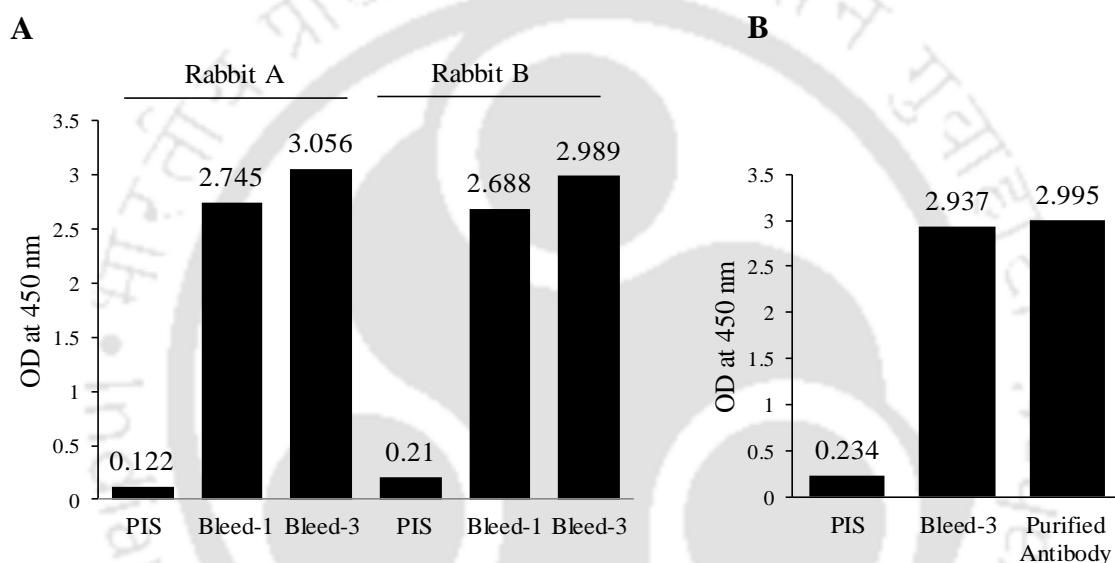 A
Rabbit A
Rabbit B
OD at 450 nm
3.5
3
2.5
2
1.5
1
0.5
0
0.122
2.745
3.056
0.21
2.688
2.989
PIS
Bleed-1
Bleed-3
PIS
Bleed-1
Bleed-3
B
OD at 450 nm
3.5
3
2.5
2
1.5
1
0.5
0
0.234
2.937
2.995
PIS
Bleed-3
Purified
Antibody